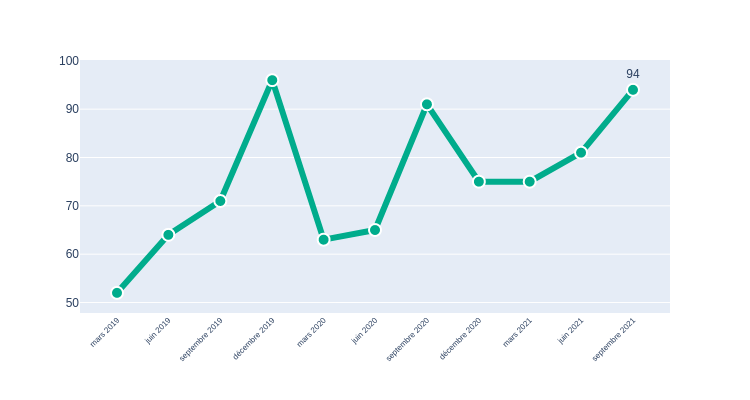 100
94
90
80
70
60
50
mars 2019
juin 2019
septembre 2019
décembre 2019
mars 2020
juin 2020
septembre 2020
décembre 2020
mars 2021
juin 2021
septembre 2021